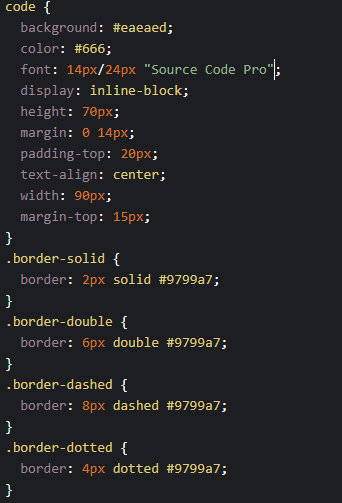 code {
  background: #eaeaed;
  color: #666;
  font: 14px/24px "Source Code Pro";
  display: inline-block;
  height: 70px;
  margin: 0 14px;
  padding-top: 20px;
  text-align: center;
  width: 90px;
  margin-top: 15px;
}
.border-solid {
  border: 2px solid #9799a7;
}
.border-double {
  border: 6px double #9799a7;
}
.border-dashed {
  border: 8px dashed #9799a7;
}
.border-dotted {
  border: 4px dotted #9799a7;
}